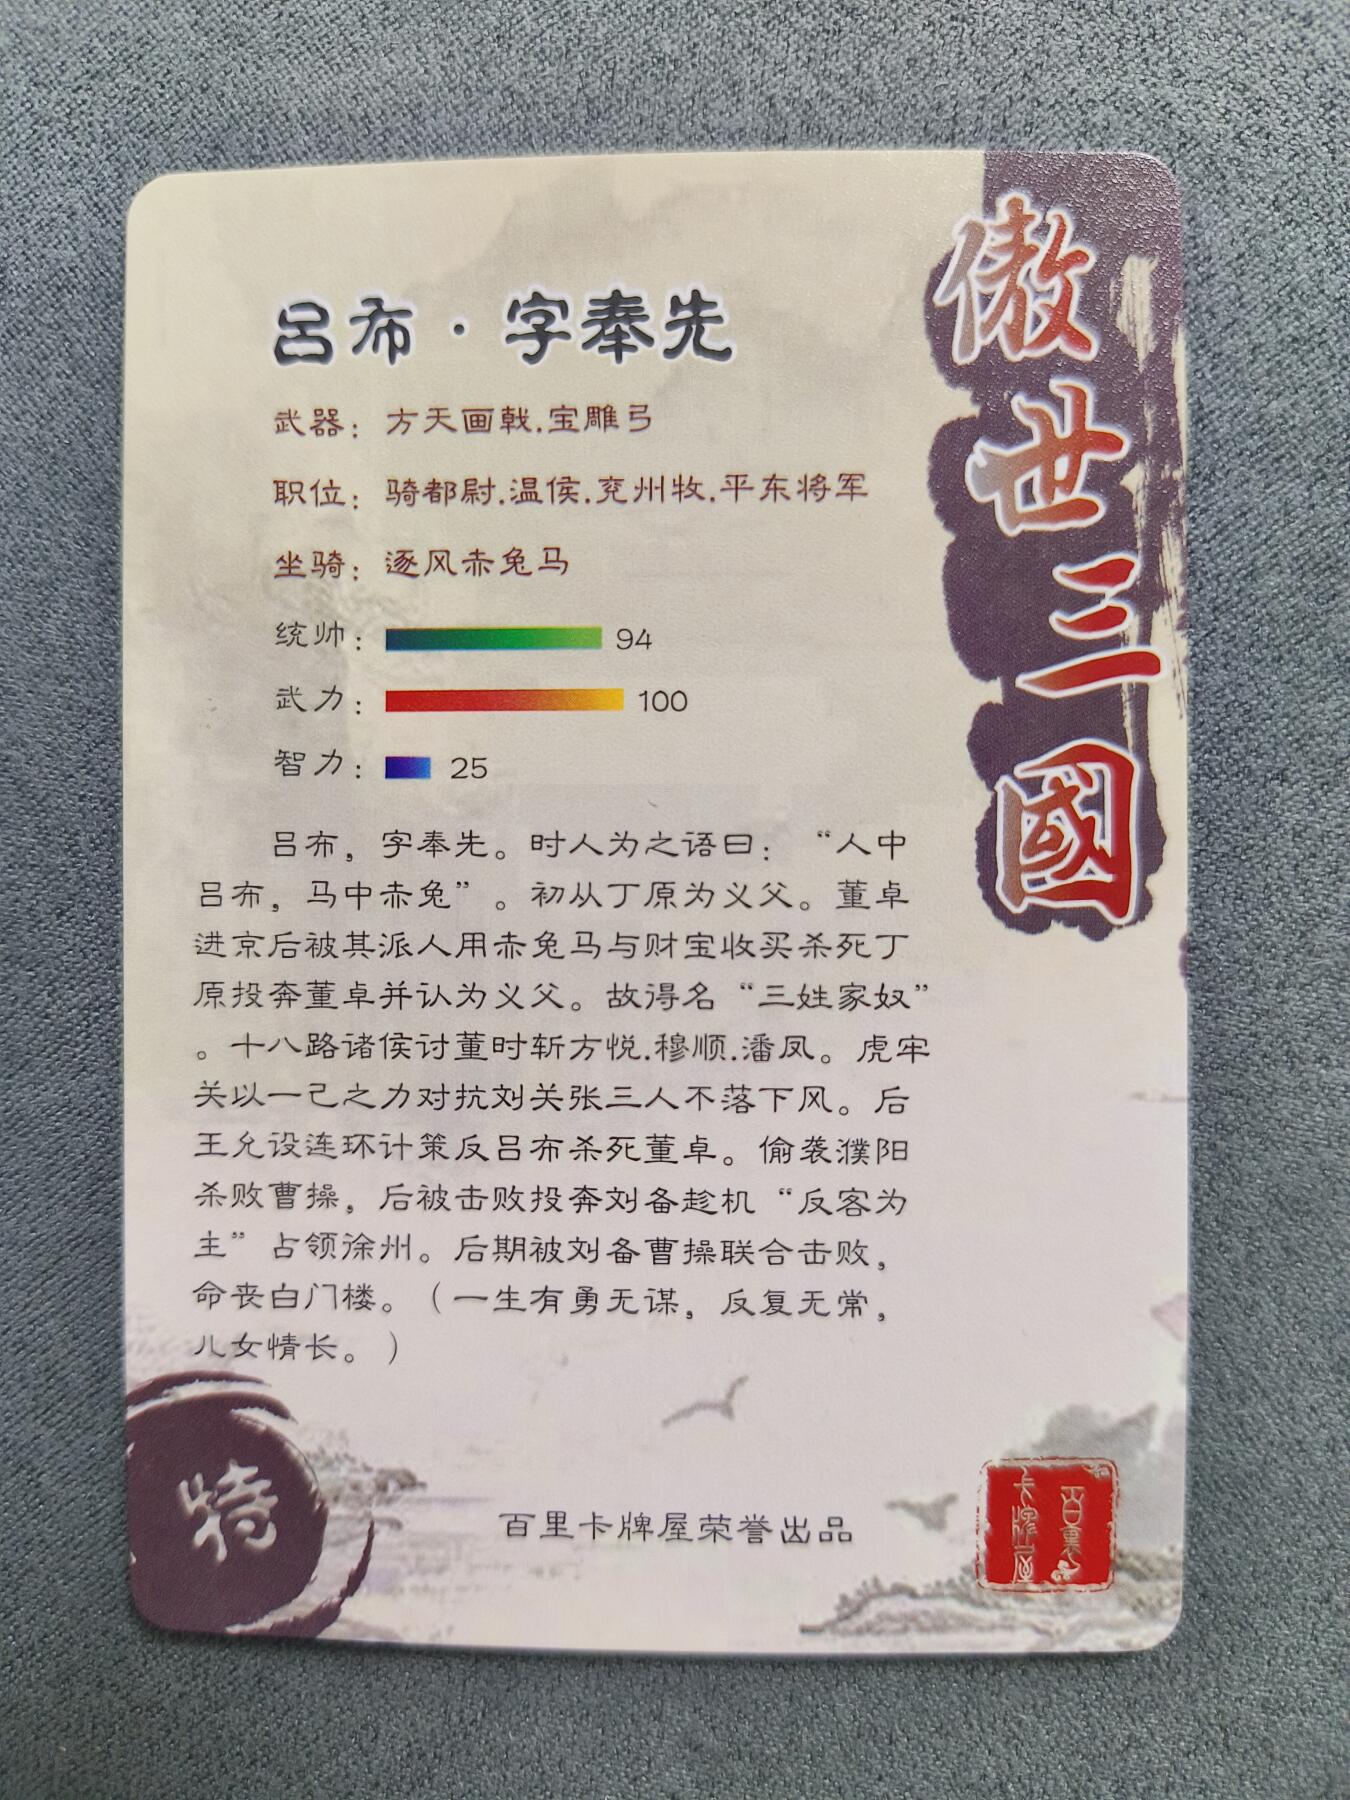 傲世三國
呂布·字奉先
武器：方天画戟.宝雕弓
职位：骑都尉.温侯.兖州牧.平东将军
坐骑：逐风赤兔马
统帅：94
武力：100
智力：25
吕布，字奉先。时人为之语曰：“人中
吕布，马中赤兔”。初从丁原为义父。董卓
进京后被其派人用赤兔马与财宝收买杀死丁
原投奔董卓并认为义父。故得名“三姓家奴”
。十八路诸侯讨董时斩方悦.穆顺.潘凤。虎牢
关以一己之力对抗刘关张三人不落下风。后
王允设连环计策反吕布杀死董卓。偷袭濮阳
杀败曹操，后被击败投奔刘备趁机“反客为
主”占领徐州。后期被刘备曹操联合击败，
命丧白门楼。（一生有勇无谋，反复无常，
儿女情长。）
特
百里卡牌屋荣誉出品
百里
卡牌屋